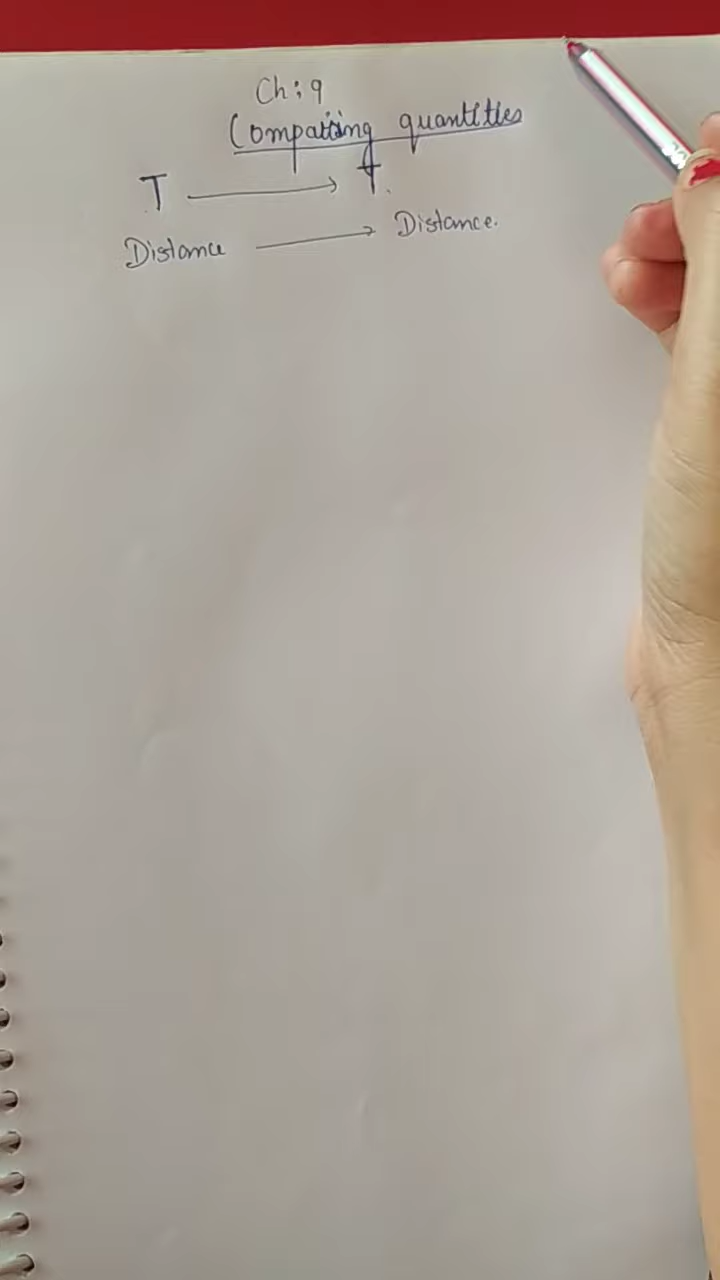 Ch: 9
Comparing quantities
T → T.
Distance → Distance.